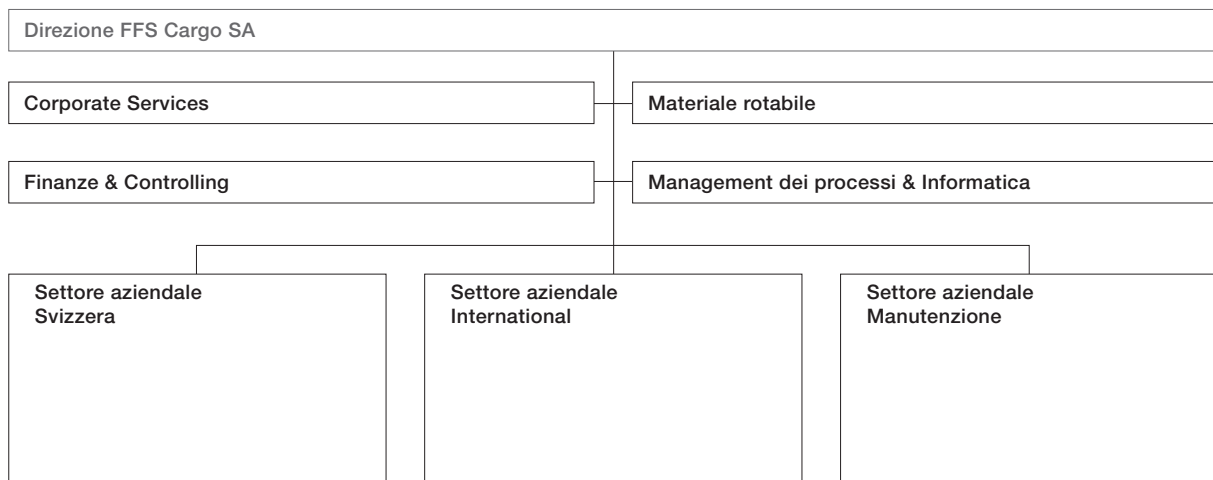 Direzione FFS Cargo SA
Corporate Services
Materiale rotabile
Finanze & Controlling
Management dei processi & Informatica
Settore aziendale
Svizzera
Settore aziendale
International
Settore aziendale
Manutenzione